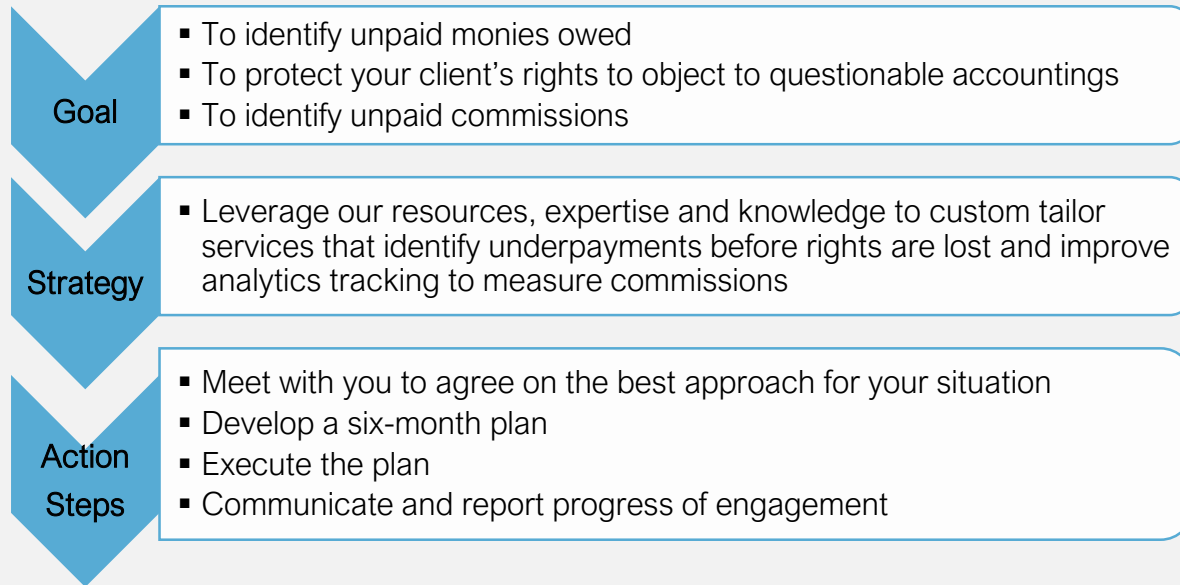 Goal
▪ To identify unpaid monies owed
▪ To protect your client's rights to object to questionable accountings
▪ To identify unpaid commissions
Strategy
▪ Leverage our resources, expertise and knowledge to custom tailor
services that identify underpayments before rights are lost and improve
analytics tracking to measure commissions
Action
Steps
▪ Meet with you to agree on the best approach for your situation
▪ Develop a six-month plan
▪ Execute the plan
▪ Communicate and report progress of engagement